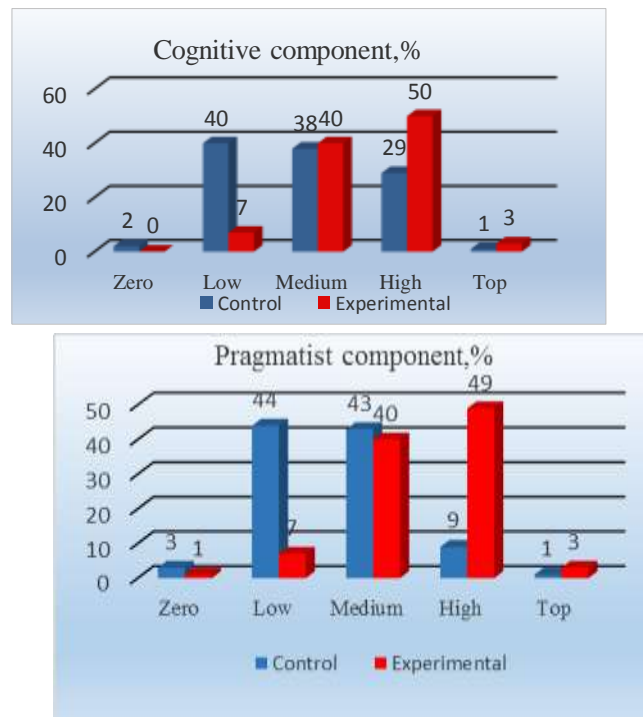 Cognitive component,%
60
40
20
0
2
0
40
7
38
40
29
50
1
3
Zero
Low
Medium
High
Top
Control
Experimental
Pragmatist component,%
50
40
30
20
10
0
3
1
44
7
43
40
9
49
1
3
Zero
Low
Medium
High
Top
Control
Experimental